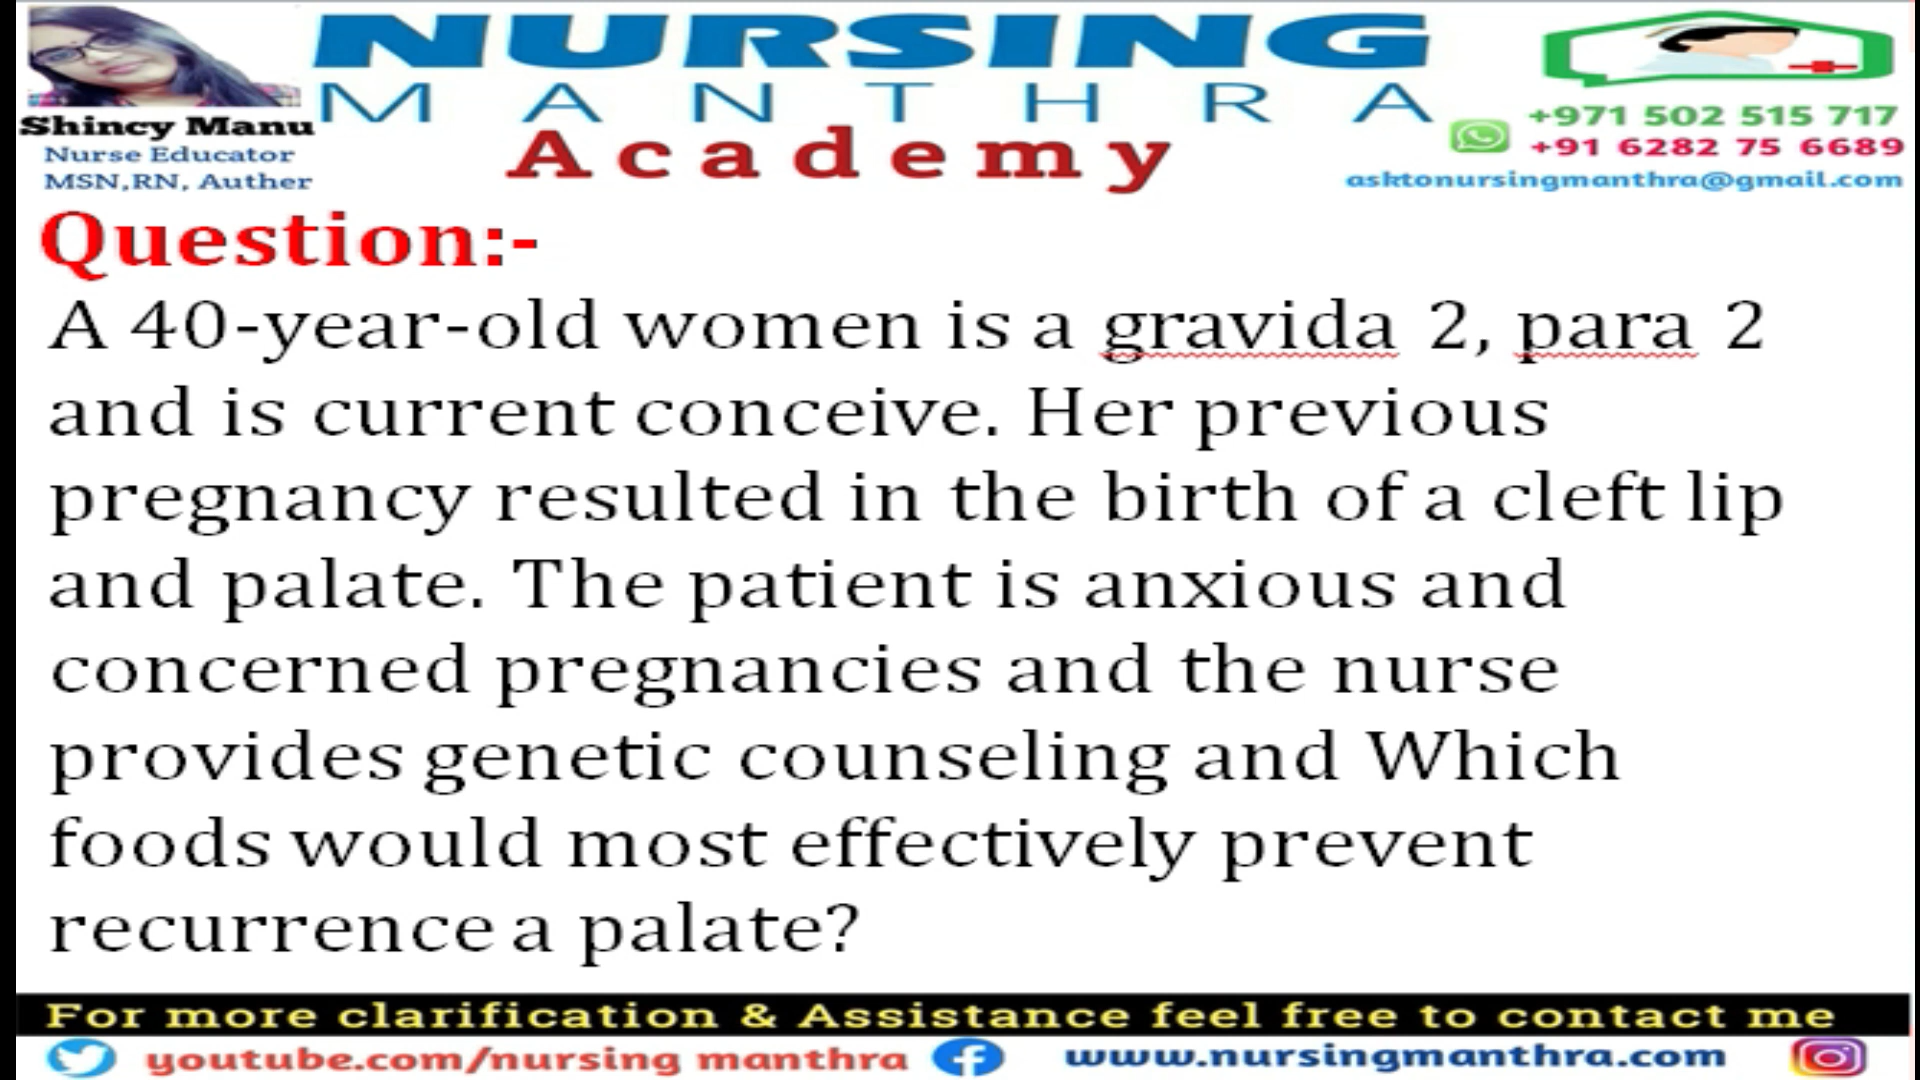 NURSING
MANTHRA
Academy
Shincy Manu
Nurse Educator
MSN,RN, Auther
+971 502 515 717
+91 6282 75 6689
asktonursingmanthra@gmail.com
Question:-
A 40-year-old women is a gravida 2, para 2
and is current conceive. Her previous
pregnancy resulted in the birth of a cleft lip
and palate. The patient is anxious and
concerned pregnancies and the nurse
provides genetic counseling and Which
foods would most effectively prevent
recurrence a palate?
For more clarification & Assistance feel free to contact me
youtube.com/nursing manthra www.nursingmanthra.com